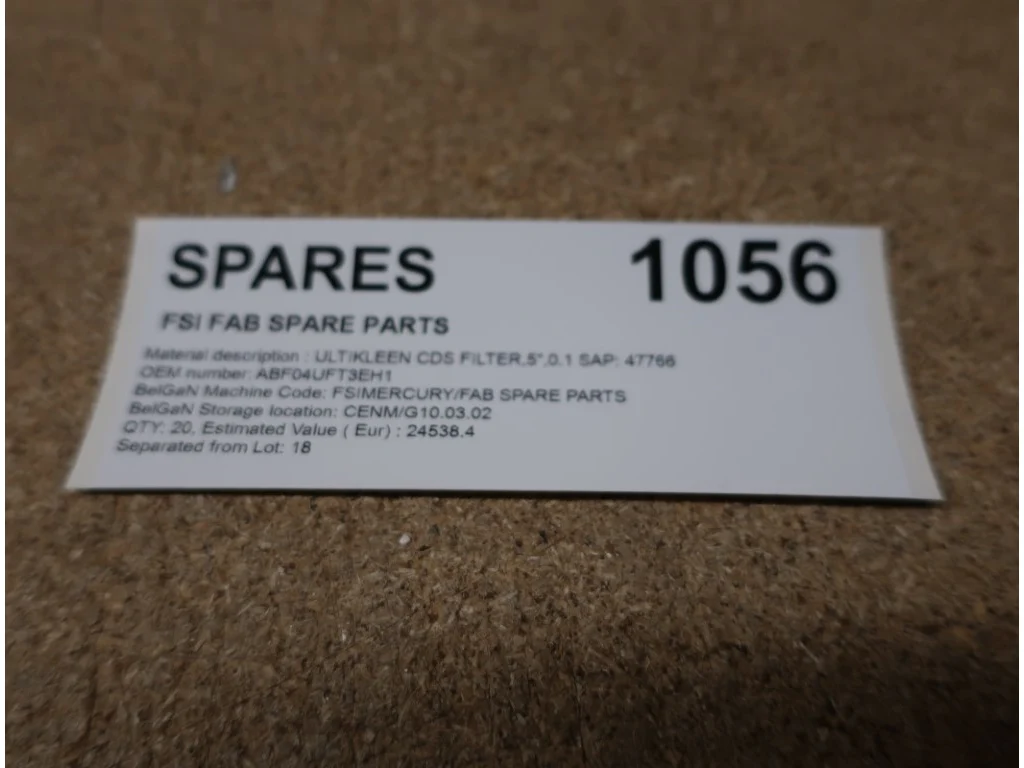 SPARES 1056
FSI FAB SPARE PARTS
Material description : ULTIKLEEN CDS FILTER,5",0.1 SAP: 47766
OEM number: ABF04UFT3EH1
BelGaN Machine Code: FSIMERCURY/FAB SPARE PARTS
BelGaN Storage location: CENM/G10.03.02
QTY: 20, Estimated Value ( Eur) : 24538.4
Separated from Lot: 18